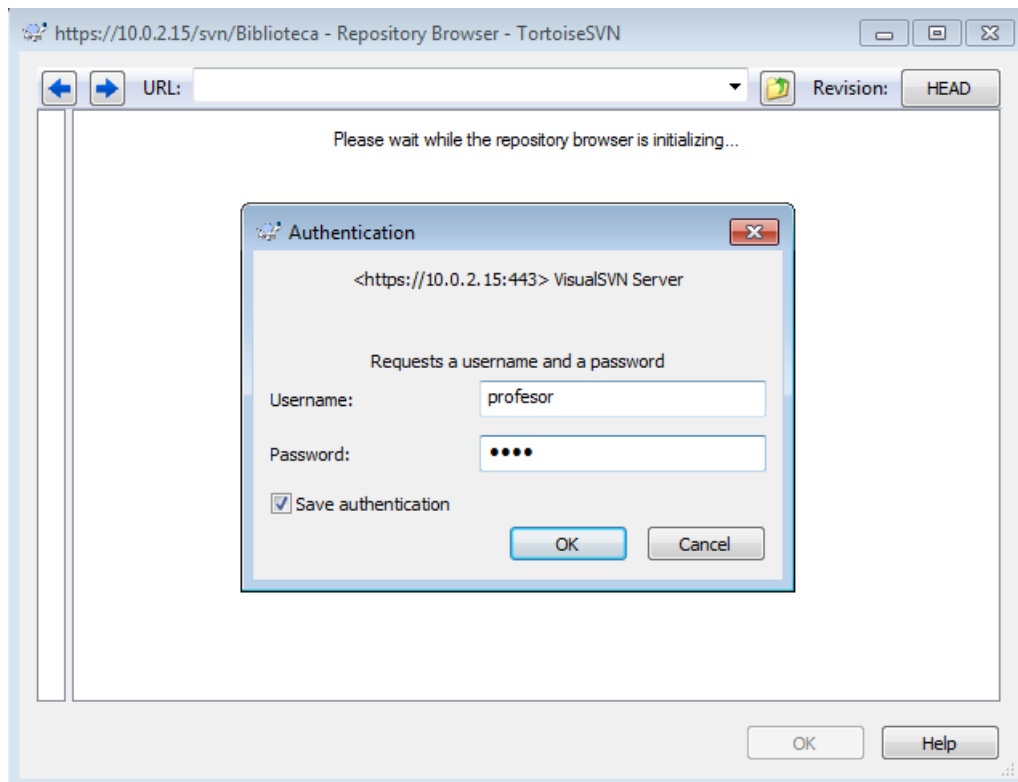 https://10.0.2.15/svn/Biblioteca - Repository Browser - TortoiseSVN
URL: Revision: HEAD
Please wait while the repository browser is initializing...
Authentication
<https://10.0.2.15:443> VisualSVN Server
Requests a username and a password
Username: profesor
Password: ••••
Save authentication
OK Cancel
OK Help